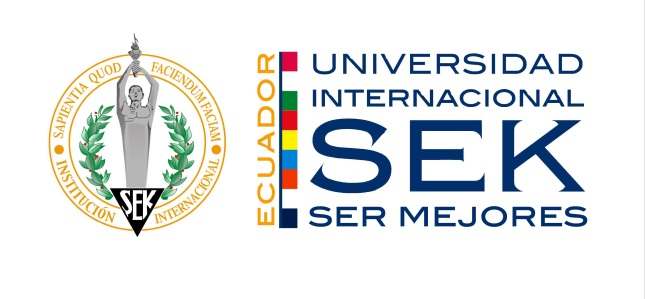 SAPIENTIA QUOD FACIENDUM FACIAM
INSTITUCIÓN INTERNACIONAL
SEK
ECUADOR
UNIVERSIDAD
INTERNACIONAL
SEK
SER MEJORES